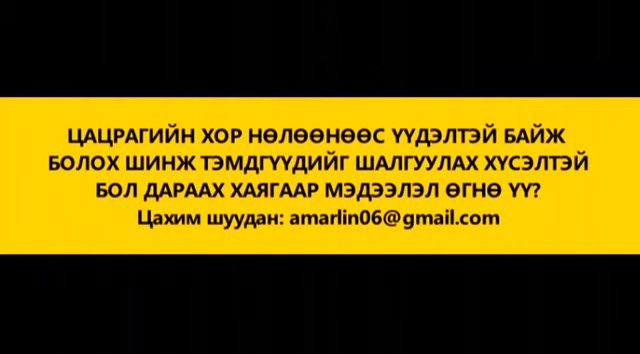 ЦАЦРАГИЙН ХОР НӨЛӨӨНӨӨС ҮҮДЭЛТЭЙ БАЙЖ
БОЛОХ ШИНЖ ТЭМДГҮҮДИЙГ ШАЛГУУЛАХ ХҮСЭЛТЭЙ
БОЛ ДАРААХ ХАЯГААР МЭДЭЭЛЭЛ ӨГНӨ ҮҮ?
Цахим шуудан: amarlin06@gmail.com